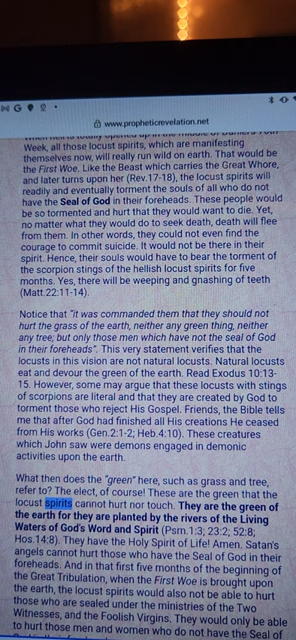 www.propheticrevelation.net
when hell is totally opened up in the middle of Daniel's 70th
Week, all those locust spirits, which are manifesting
themselves now, will really run wild on earth. That would be
the First Woe. Like the Beast which carries the Great Whore,
and later turns upon her (Rev.17-18), the locust spirits will
readily and eventually torment the souls of all who do not
have the Seal of God in their foreheads. These people would
be so tormented and hurt that they would want to die. Yet,
no matter what they would do to seek death, death will flee
from them. In other words, they could not even find the
courage to commit suicide. It would not be there in their
spirit. Hence, their souls would have to bear the torment of
the scorpion stings of the hellish locust spirits for five
months. Yes, there will be weeping and gnashing of teeth
(Matt.22:11-14).
Notice that "it was commanded them that they should not
hurt the grass of the earth, neither any green thing, neither
any tree; but only those men which have not the seal of God
in their foreheads". This very statement verifies that the
locusts in this vision are not natural locusts. Natural locusts
eat and devour the green of the earth. Read Exodus 10:13-
15. However, some may argue that these locusts with stings
of scorpions are literal and that they are created by God to
torment those who reject His Gospel. Friends, the Bible tells
me that after God had finished all His creations He ceased
from His works (Gen.2:1-2; Heb.4:10). These creatures
which John saw were demons engaged in demonic
activities upon the earth.
What then does the "green" here, such as grass and tree,
refer to? The elect, of course! These are the green that the
locust spirits cannot hurt nor touch. They are the green of
the earth for they are planted by the rivers of the Living
Waters of God's Word and Spirit (Psm.1:3; 23:2; 52:8;
Hos.14:8). They have the Holy Spirit of Life! Amen. Satan's
angels cannot hurt those who have the Seal of God in their
foreheads. And in that first five months of the beginning of
the Great Tribulation, when the First Woe is brought upon
the earth, the locust spirits would also not be able to hurt
those who are sealed under the ministries of the Two
Witnesses, and the Foolish Virgins. They would only be able
to hurt those men and women who do not have the Seal of